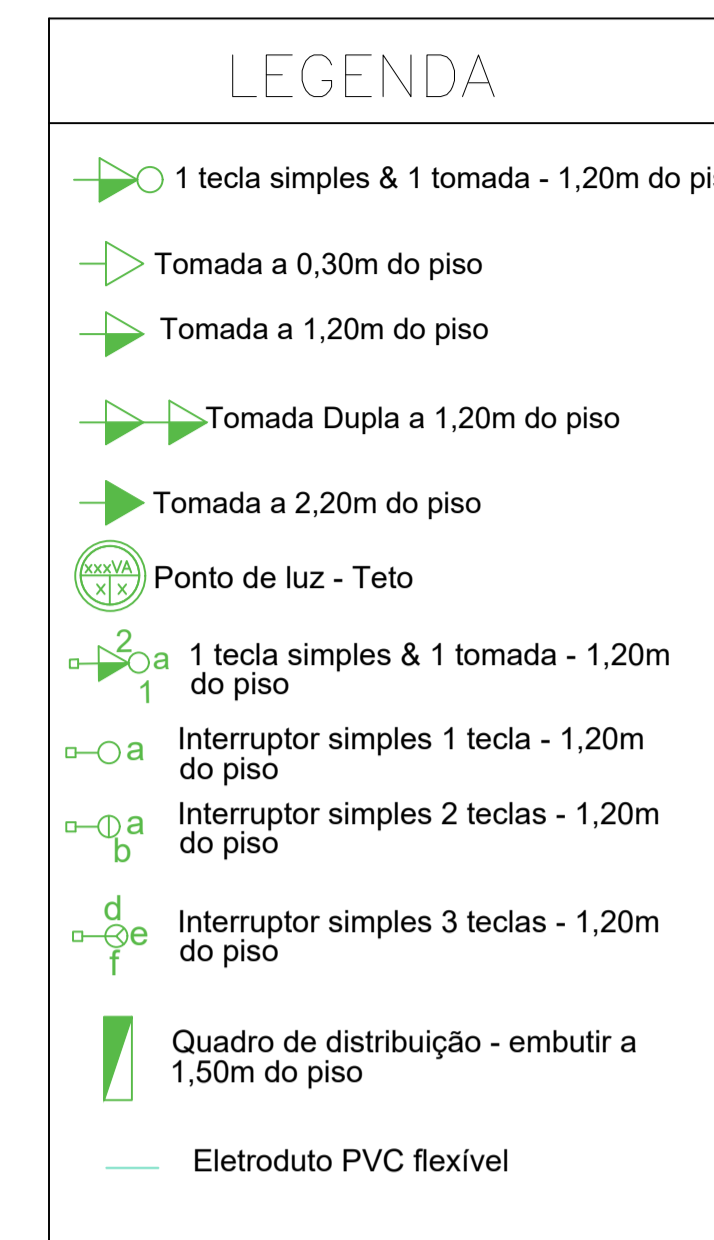 LEGENDA
1 tecla simples & 1 tomada - 1,20m do
Tomada a 0,30m do piso
Tomada a 1,20m do piso
Tomada Dupla a 1,20m do piso
Tomada a 2,20m do piso
xxxVA
x x
Ponto de luz - Teto
2
a
1
1 tecla simples & 1 tomada - 1,20m
do piso
a
Interruptor simples 1 tecla - 1,20m
do piso
a
b
Interruptor simples 2 teclas - 1,20m
do piso
d
e
f
Interruptor simples 3 teclas - 1,20m
do piso
Quadro de distribuição - embutir a
1,50m do piso
Eletroduto PVC flexível